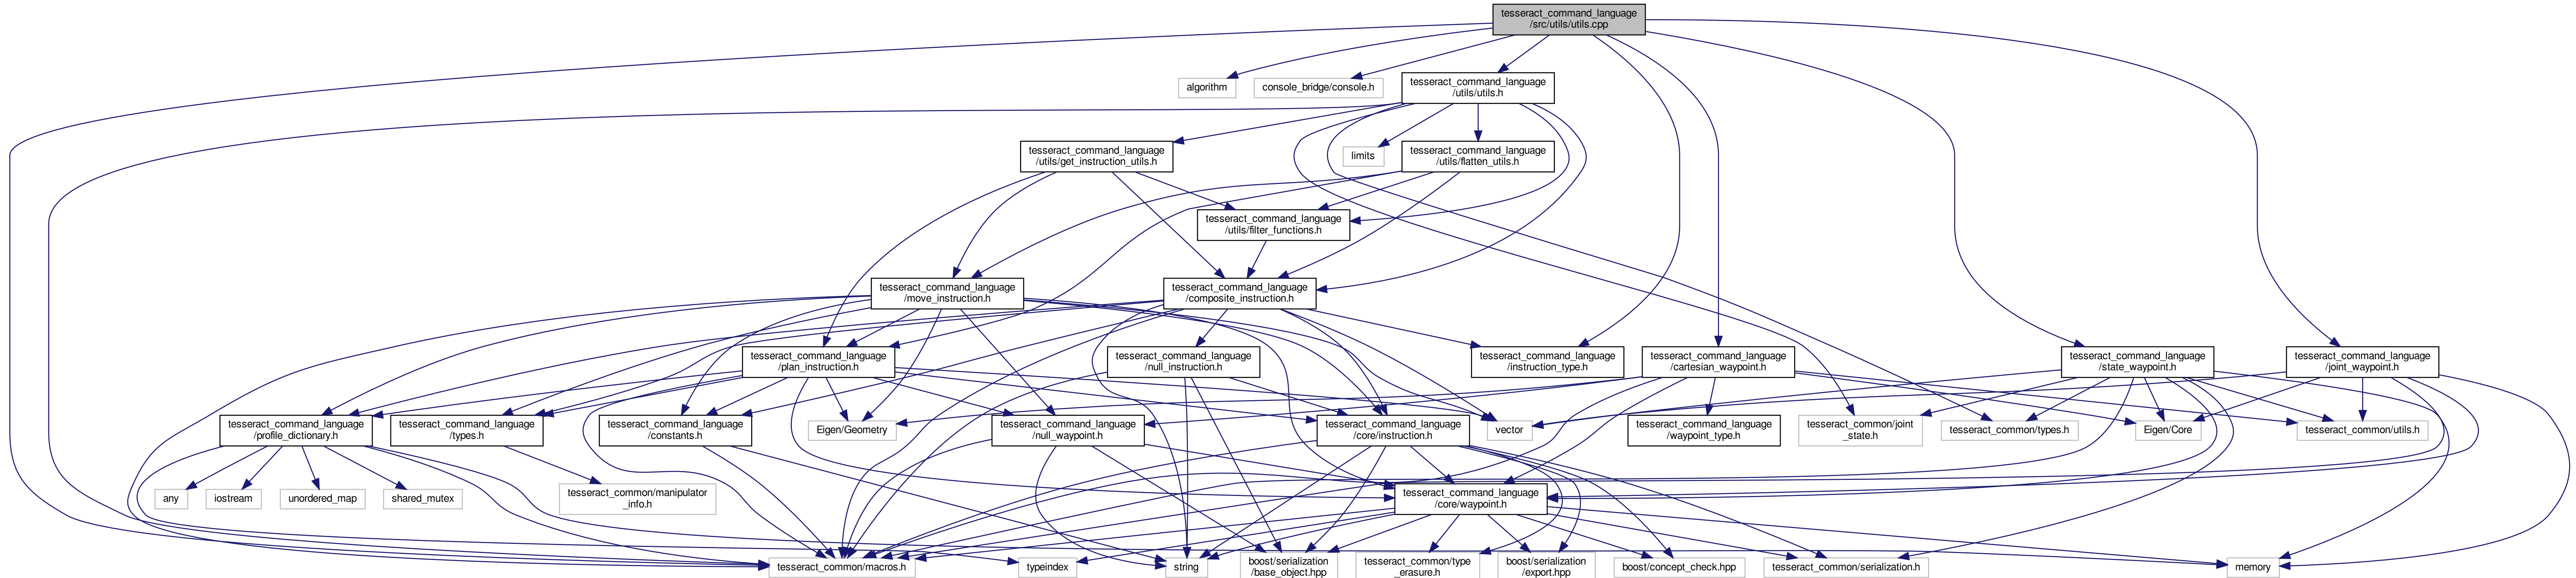 tesseract_command_language
/src/utils/utils.cpp
algorithm
console_bridge/console.h
tesseract_command_language
/utils/utils.h
tesseract_command_language
/utils/get_instruction_utils.h
limits
tesseract_command_language
/utils/flatten_utils.h
tesseract_command_language
/utils/filter_functions.h
tesseract_command_language
/move_instruction.h
tesseract_command_language
/composite_instruction.h
tesseract_command_language
/plan_instruction.h
tesseract_command_language
/null_instruction.h
tesseract_command_language
/instruction_type.h
tesseract_command_language
/cartesian_waypoint.h
tesseract_command_language
/state_waypoint.h
tesseract_command_language
/joint_waypoint.h
tesseract_command_language
/profile_dictionary.h
tesseract_command_language
/types.h
tesseract_command_language
/constants.h
Eigen/Geometry
tesseract_command_language
/null_waypoint.h
tesseract_command_language
/core/instruction.h
vector
tesseract_command_language
/waypoint_type.h
tesseract_common/joint
_state.h
tesseract_common/types.h
Eigen/Core
tesseract_common/utils.h
any
iostream
unordered_map
shared_mutex
tesseract_common/manipulator
_info.h
tesseract_command_language
/core/waypoint.h
tesseract_common/macros.h
typeindex
string
boost/serialization
/base_object.hpp
tesseract_common/type
_erasure.h
boost/serialization
/export.hpp
boost/concept_check.hpp
tesseract_common/serialization.h
memory